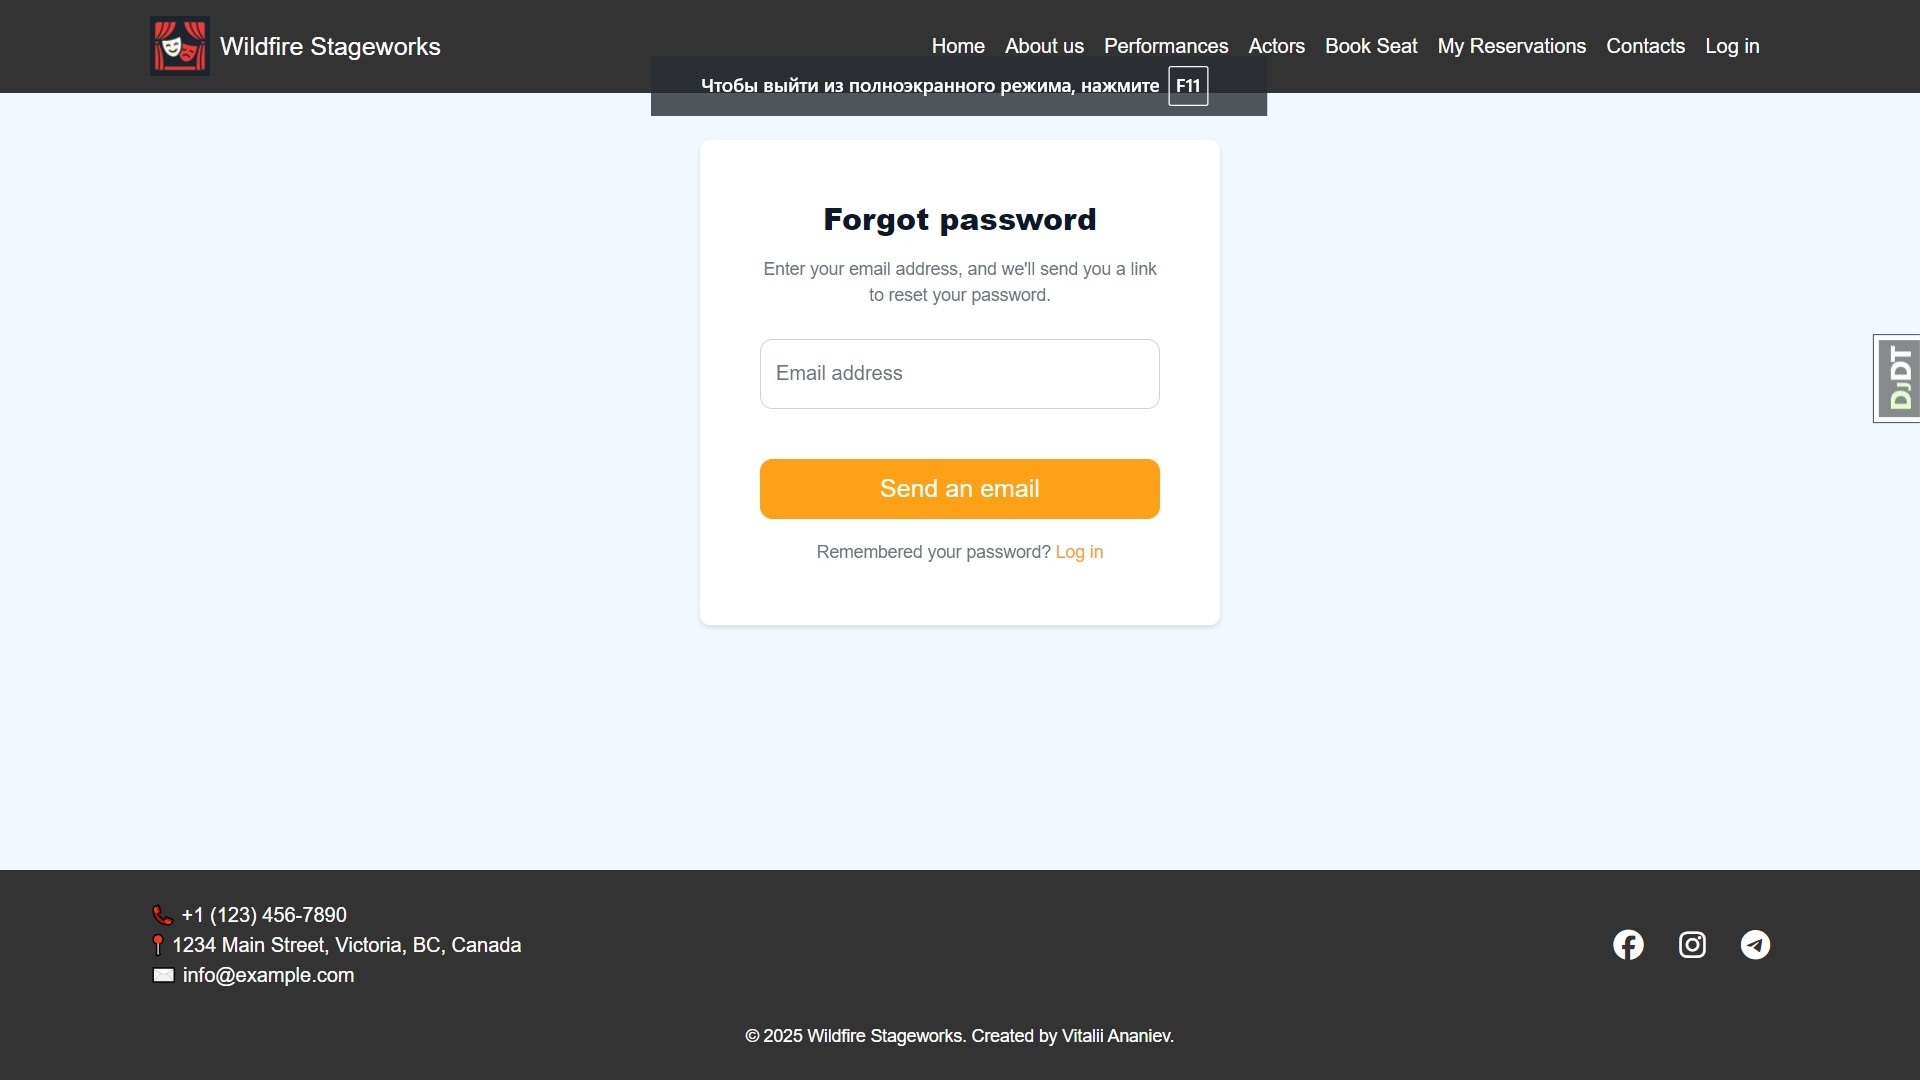 Wildfire Stageworks
Home About us Performances Actors Book Seat My Reservations Contacts Log in
Чтобы выйти из полноэкранного режима, нажмите F11
Forgot password
Enter your email address, and we'll send you a link
to reset your password.
Email address
Send an email
Remembered your password? Log in
DJDT
+1 (123) 456-7890
1234 Main Street, Victoria, BC, Canada
info@example.com
© 2025 Wildfire Stageworks. Created by Vitalii Ananiev.